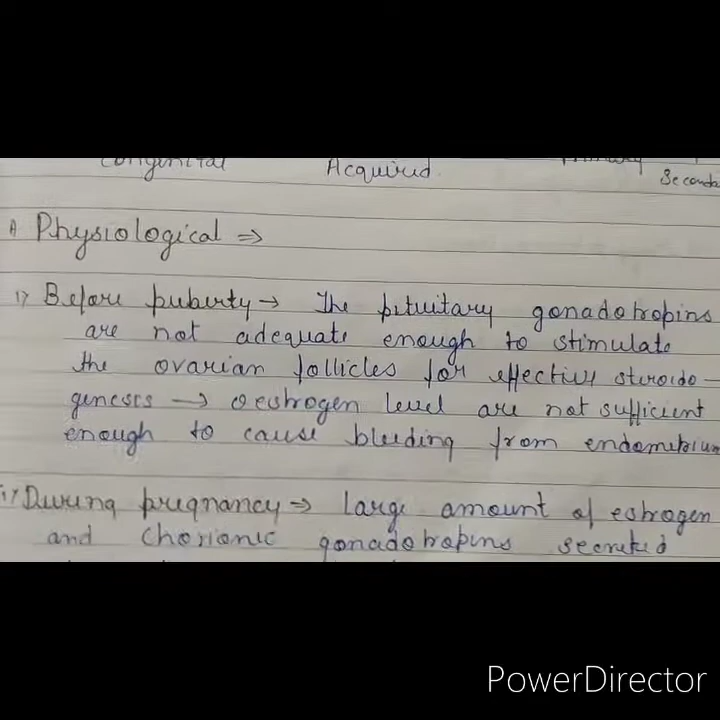 Congenital Acquired Primary
Seconda
A Physiological ⇒
i) Before puberty → The pituitary gonadotropins
are not adequate enough to stimulate
the ovarian follicles for effective steroido-
genesis → oestrogen level are not sufficient
enough to cause bleeding from endometrium
ii) During pregnancy ⇒ large amount of estrogen
and chorionic gonadotropins secreted
PowerDirector